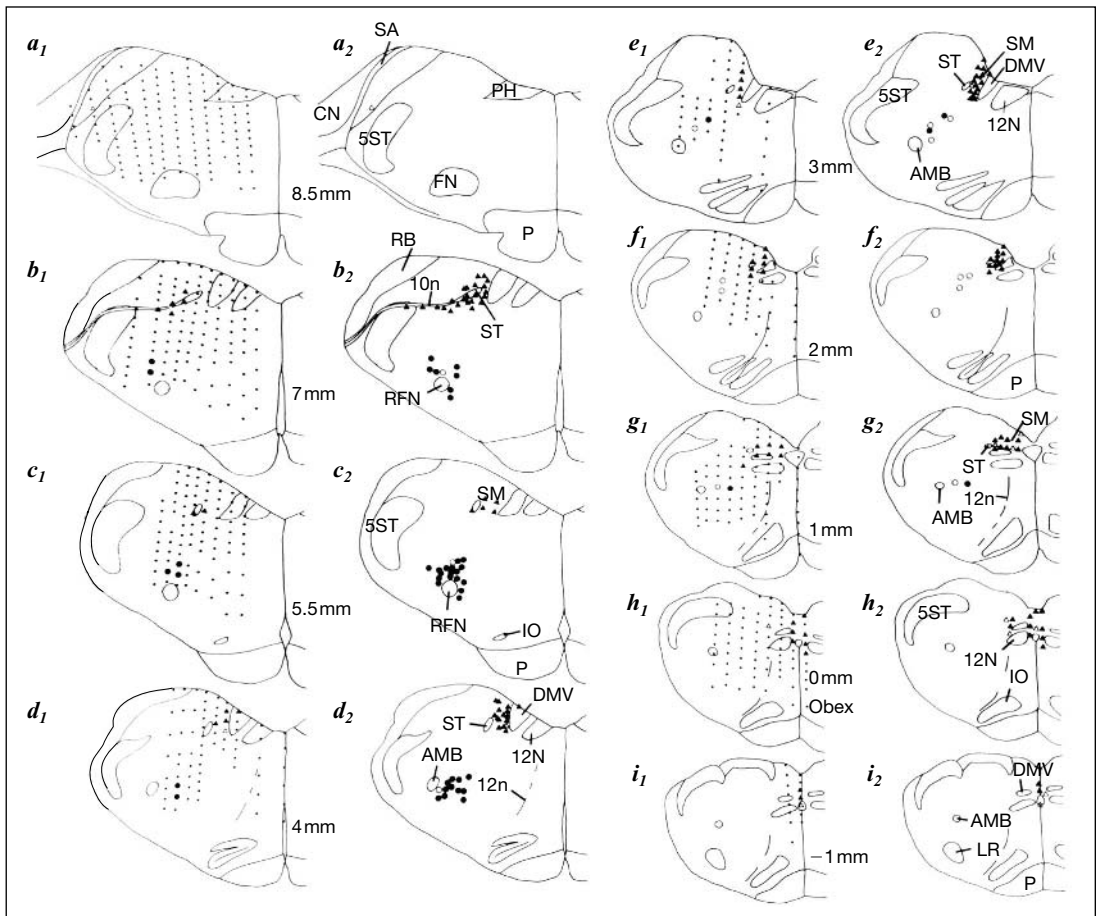 a1
SA
a2
CN
5ST
PH
FN
P
8.5mm
b1
RB
b2
10n
ST
RFN
7mm
c1
c2
SM
5ST
RFN
IO
P
5.5mm
d1
d2
DMV
ST
AMB
12N
12n
4mm
e1
e2
SM
ST
DMV
5ST
12N
AMB
3mm
f1
f2
2mm
P
g1
g2
SM
ST
12n
AMB
1mm
h1
h2
5ST
12N
IO
0mm
Obex
i1
i2
DMV
AMB
LR
P
−1mm